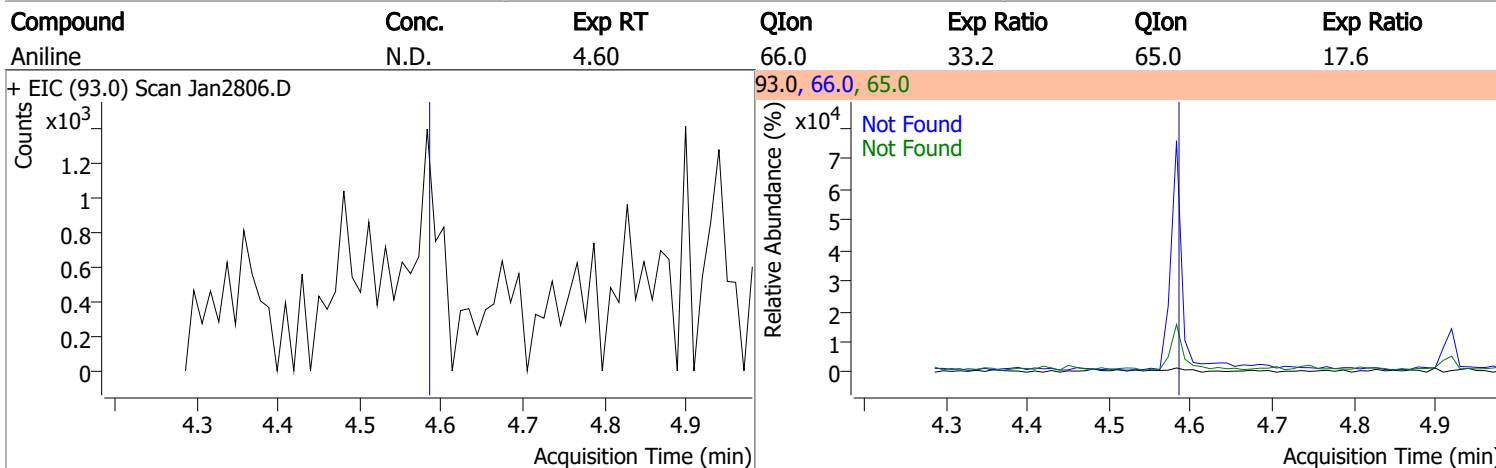 Compound Conc. Exp RT QIon Exp Ratio QIon Exp Ratio
Aniline N.D. 4.60 66.0 33.2 65.0 17.6
+ EIC (93.0) Scan Jan2806.D
Counts
x10³
1.2
1
0.8
0.6
0.4
0.2
0
4.3 4.4 4.5 4.6 4.7 4.8 4.9
Acquisition Time (min)
93.0, 66.0, 65.0
Relative Abundance (%)
x10⁴
Not Found
Not Found
7
6
5
4
3
2
1
0
4.3 4.4 4.5 4.6 4.7 4.8 4.9
Acquisition Time (min)